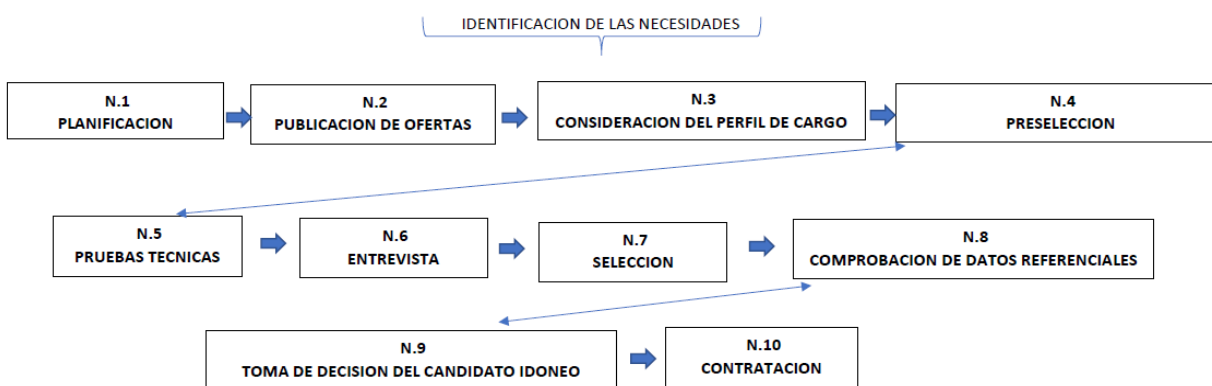 IDENTIFICACION DE LAS NECESIDADES
N.1
PLANIFICACION
N.2
PUBLICACION DE OFERTAS
N.3
CONSIDERACION DEL PERFIL DE CARGO
N.4
PRESELECCION
N.5
PRUEBAS TECNICAS
N.6
ENTREVISTA
N.7
SELECCION
N.8
COMPROBACION DE DATOS REFERENCIALES
N.9
TOMA DE DECISION DEL CANDIDATO IDONEO
N.10
CONTRATACION